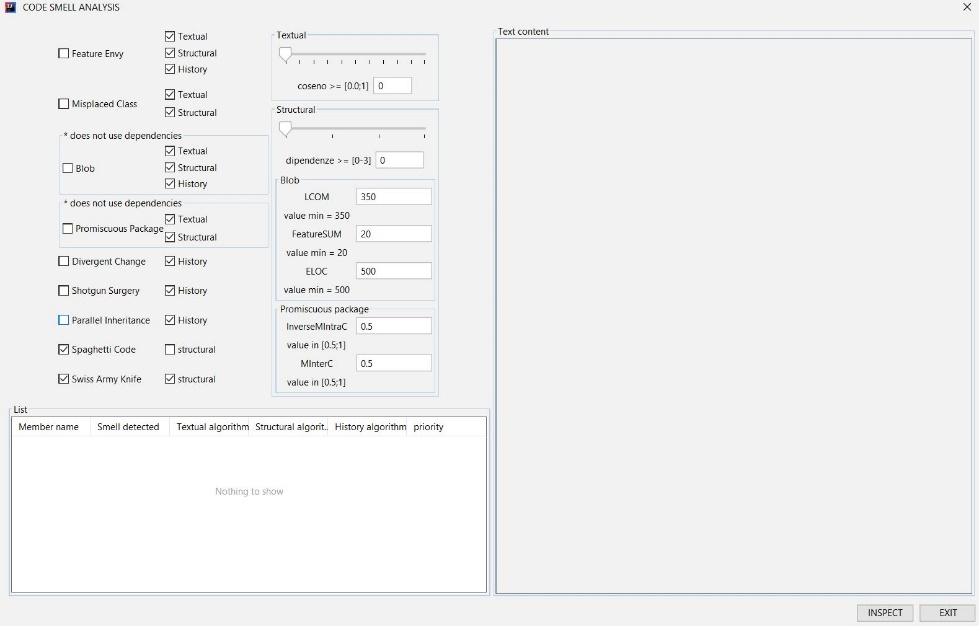 CODE SMELL ANALYSIS
Feature Envy
Textual
Structural
History
Misplaced Class
Textual
Structural
* does not use dependencies
Blob
Textual
Structural
History
* does not use dependencies
Promiscuous Package
Textual
Structural
Divergent Change
History
Shotgun Surgery
History
Parallel Inheritance
History
Spaghetti Code
structural
Swiss Army Knife
structural
Textual
coseno >= [0.0;1] 0
Structural
dipendenze >= [0-3] 0
Blob
LCOM 350
value min = 350
FeatureSUM 20
value min = 20
ELOC 500
value min = 500
Promiscuous package
InverseMIntraC 0.5
value in [0.5;1]
MInterC 0.5
value in [0.5;1]
List
Member name Smell detected Textual algorithm Structural algorit.. History algorithm priority
Nothing to show
Text content
INSPECT EXIT